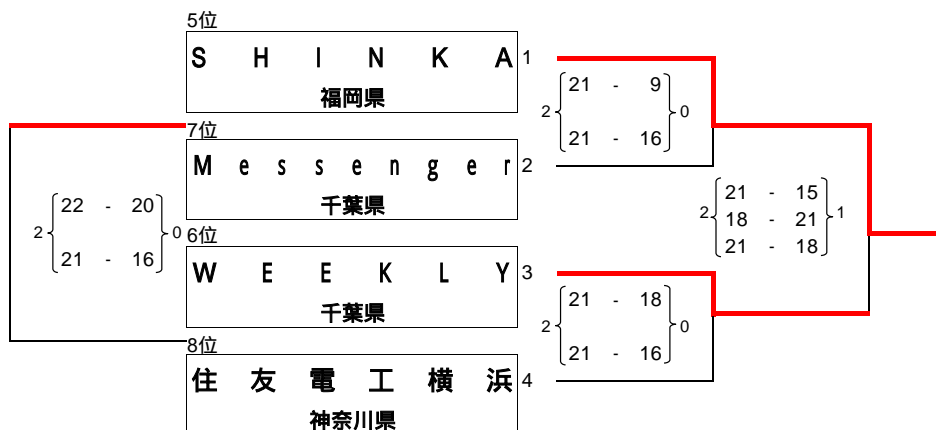 5位
SHINKA 1
福岡県
21 - 9
2 0
21 - 16
7位
Messenger 2
千葉県
22 - 20
2 0
21 - 16
21 - 15
2 18 - 21 1
21 - 18
6位
WEEKLY 3
千葉県
21 - 18
2 0
21 - 16
8位
住友電工横浜 4
神奈川県